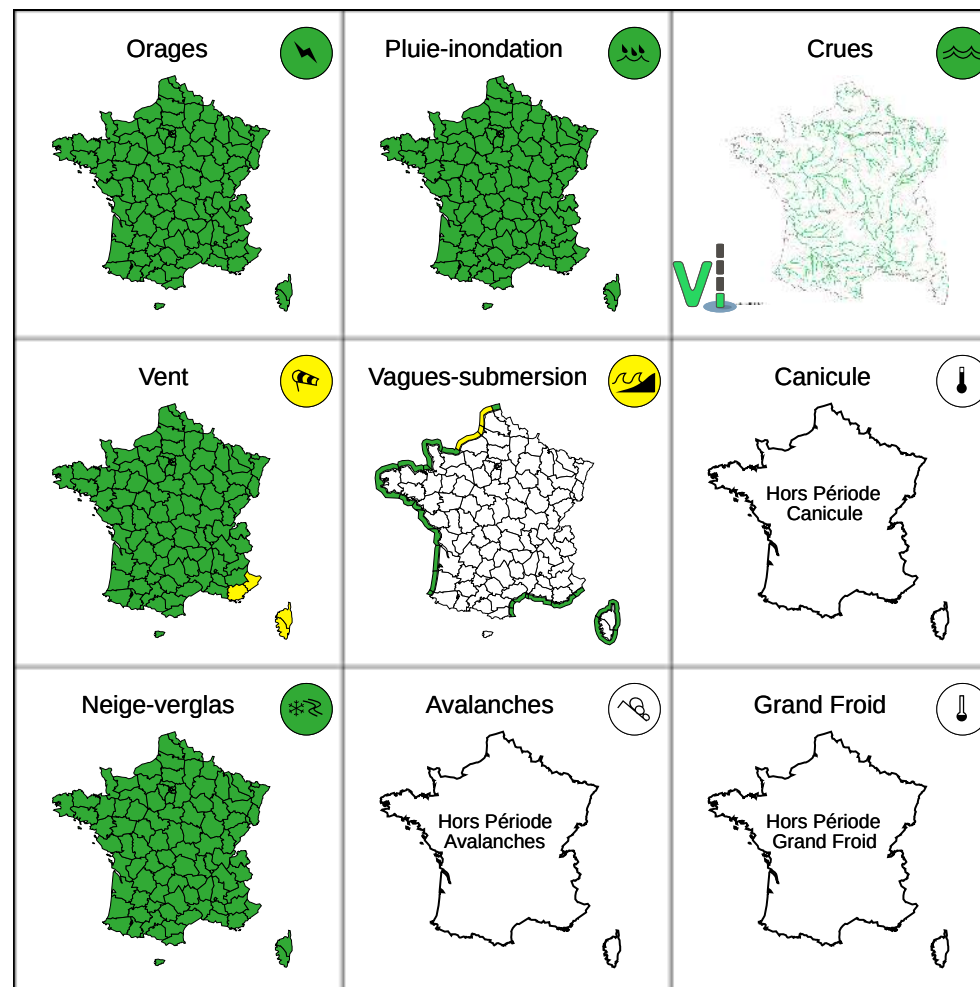 Orages
Pluie-inondation
Crues
Vent
Vagues-submersion
Canicule
Hors Période
Canicule
Neige-verglas
Avalanches
Grand Froid
Hors Période
Avalanches
Hors Période
Grand Froid